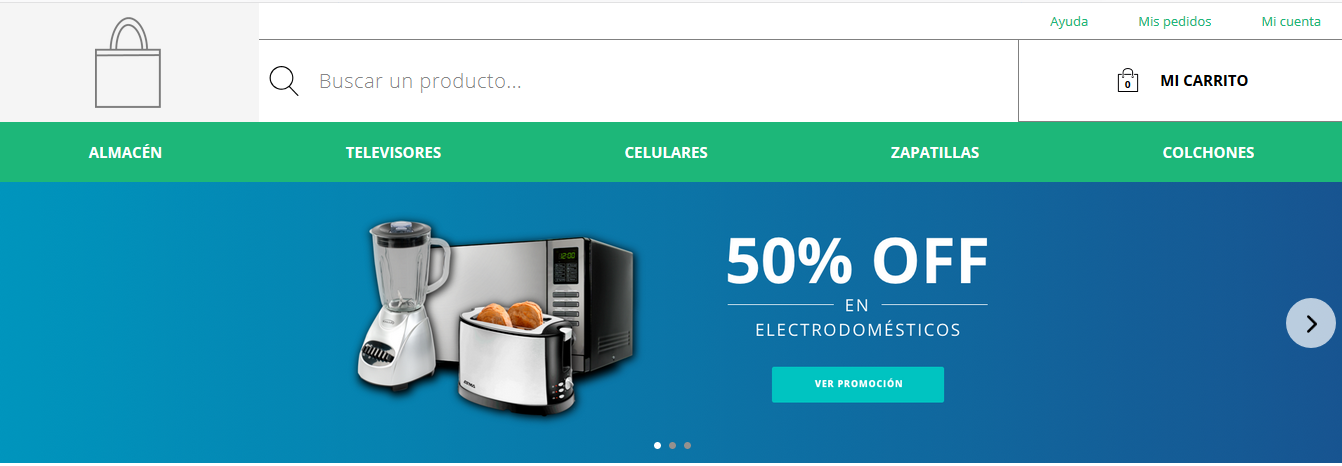 Ayuda Mis pedidos Mi cuenta
Buscar un producto...
0 MI CARRITO
ALMACÉN TELEVISORES CELULARES ZAPATILLAS COLCHONES
12:00
50% OFF
EN
ELECTRODOMÉSTICOS
VER PROMOCIÓN